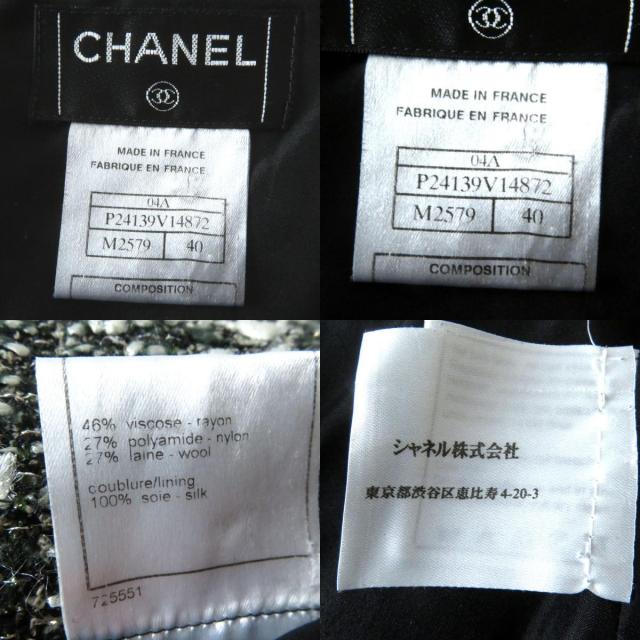 CHANEL
MADE IN FRANCE
FABRIQUE EN FRANCE
04A
P24139V14872
M2579 40
COMPOSITION
MADE IN FRANCE
FABRIQUE EN FRANCE
04A
P24139V14872
M2579 40
COMPOSITION
46% viscose - rayon
27% polyamide - nylon
27% laine - wool
doublure/lining
100% soie - silk
725551
シャネル株式会社
東京都渋谷区恵比寿4-20-3